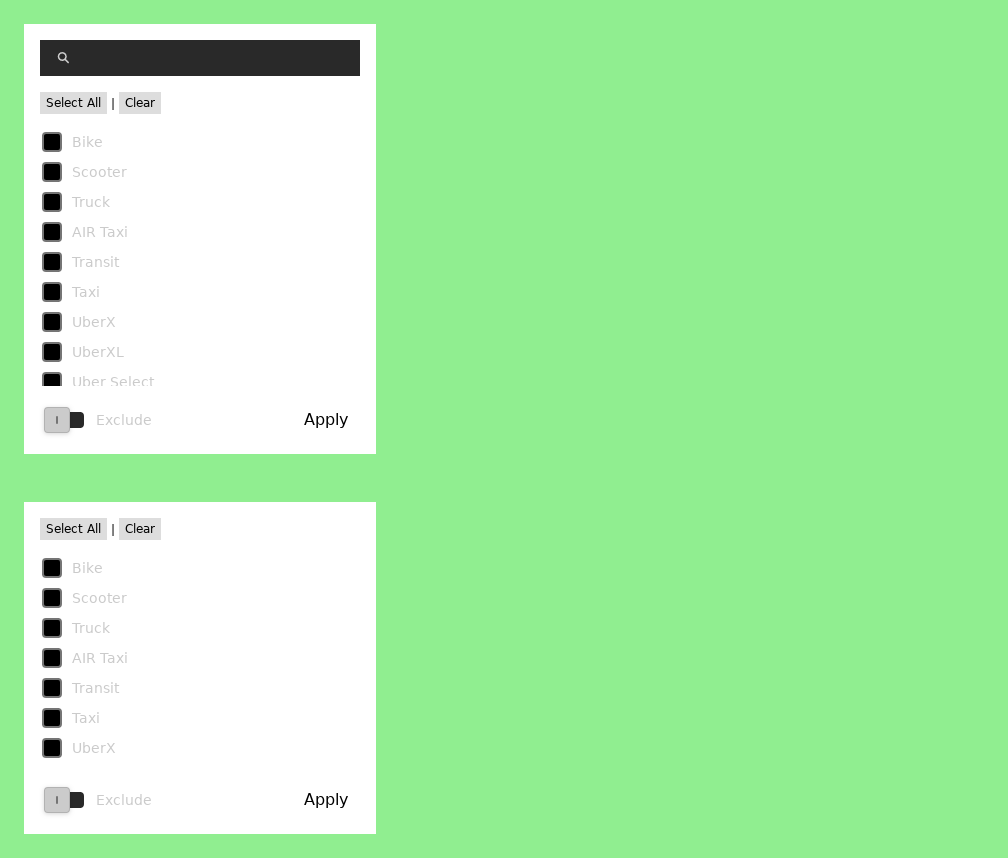 Select All | Clear
Bike
Scooter
Truck
AIR Taxi
Transit
Taxi
UberX
UberXL
Uber Select
Exclude Apply
Select All | Clear
Bike
Scooter
Truck
AIR Taxi
Transit
Taxi
UberX
Exclude Apply